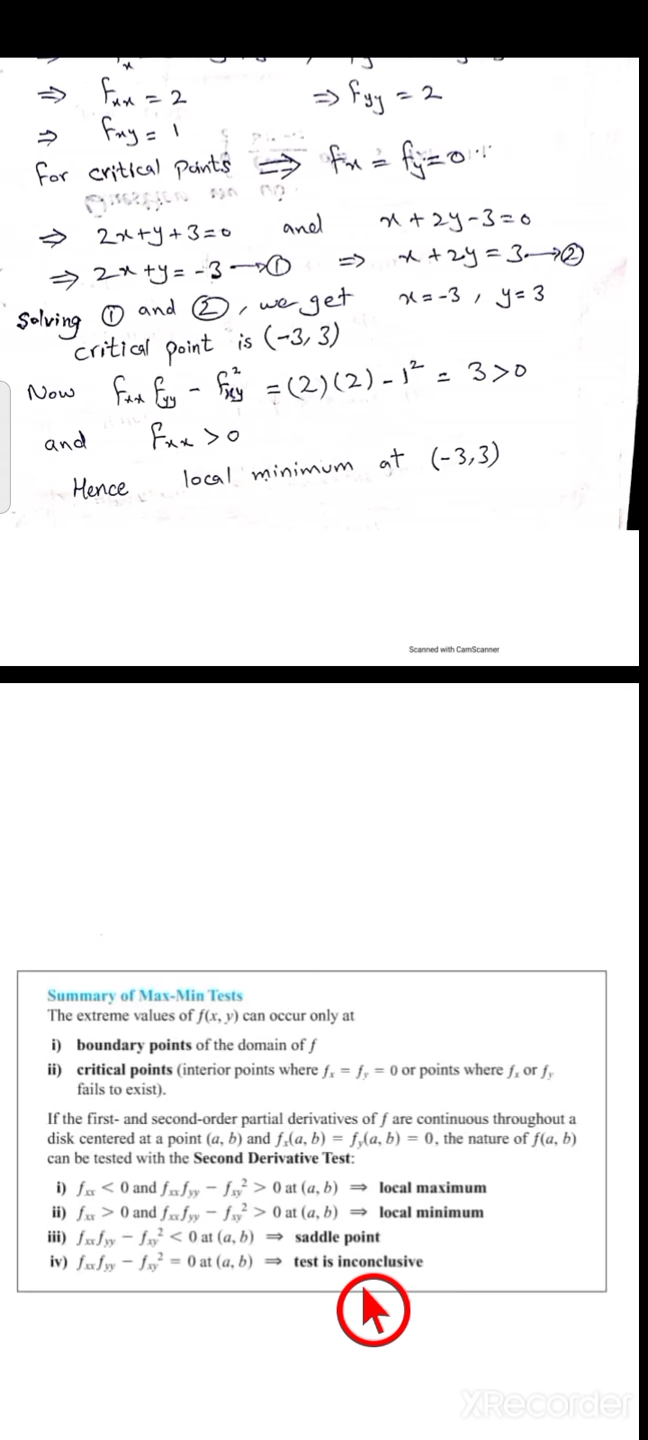 ⇒ fxx = 2 ⇒ fyy = 2
⇒ fxy = 1
for critical points ⟹ fx = fy = 0
⇒ 2x+y+3=0 and x+2y-3=0
⇒ 2x+y = -3 → ① ⇒ x+2y = 3 → ②
Solving ① and ②, we get x=-3, y=3
critical point is (-3,3)
Now fxx fyy - f²xy = (2)(2) - 1² = 3>0
and fxx >0
Hence local minimum at (-3,3)
Scanned with CamScanner
Summary of Max-Min Tests
The extreme values of f(x, y) can occur only at
i) boundary points of the domain of f
ii) critical points (interior points where fx = fy = 0 or points where fx or fy
fails to exist).
If the first- and second-order partial derivatives of f are continuous throughout a
disk centered at a point (a, b) and fx(a, b) = fy(a, b) = 0, the nature of f(a, b)
can be tested with the Second Derivative Test:
i) fxx < 0 and fxxfyy − fxy² > 0 at (a, b) ⇒ local maximum
ii) fxx > 0 and fxxfyy − fxy² > 0 at (a, b) ⇒ local minimum
iii) fxxfyy − fxy² < 0 at (a, b) ⇒ saddle point
iv) fxxfyy − fxy² = 0 at (a, b) ⇒ test is inconclusive
XRecorder